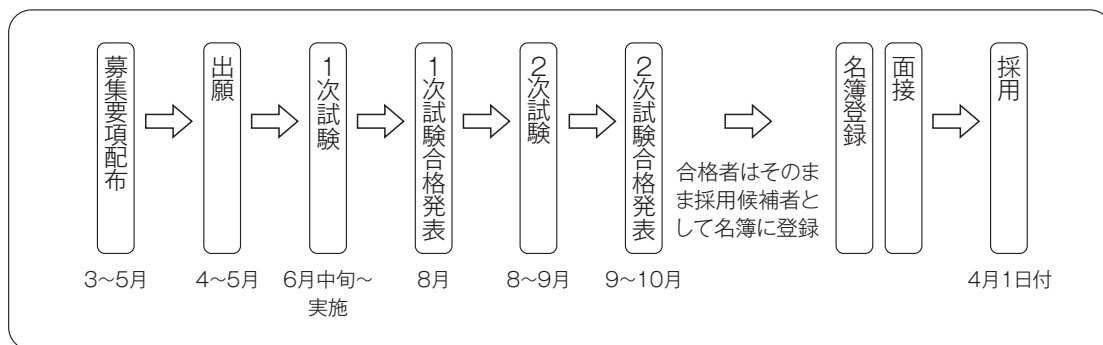 募集要項配布
出願
1次試験
1次試験合格発表
2次試験
2次試験合格発表
合格者はそのま
ま採用候補者と
して名簿に登録
名簿登録
面接
採用
3〜5月
4〜5月
6月中旬〜
実施
8月
8〜9月
9〜10月
4月1日付